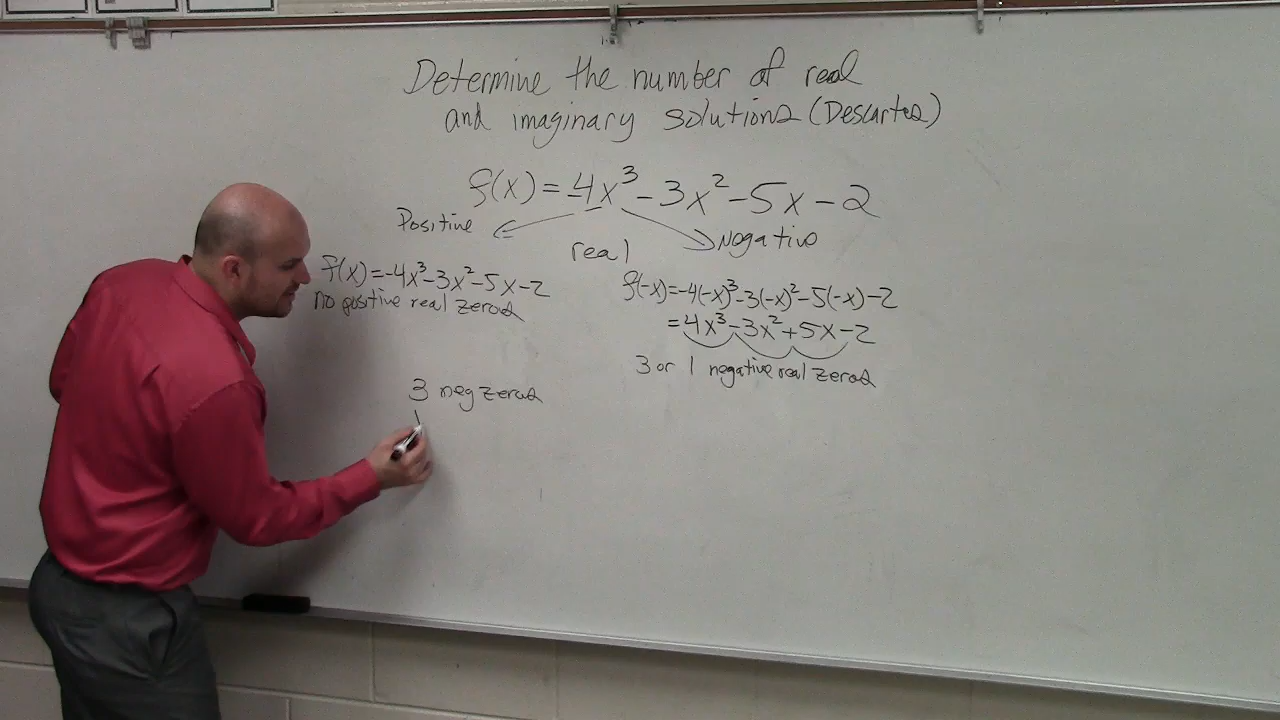 Determine the number of real
and imaginary solutions (Descartes)
f(x) = -4x³ - 3x² - 5x - 2
Positive
real
Negative
f(x) = -4x³ - 3x² - 5x - 2
no positive real zeros
f(-x) = -4(-x)³ - 3(-x)² - 5(-x) - 2
= 4x³ - 3x² + 5x - 2
3 or 1 negative real zeros
3 neg zeros
1